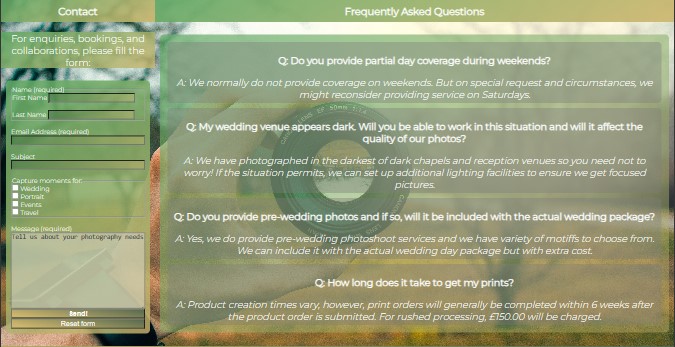 Contact
For enquiries, bookings, and
collaborations, please fill the
form:
Name (required)
First Name
Last Name
Email Address (required)
Subject
Capture moments for:
Wedding
Portrait
Events
Travel
Message (required)
Tell us about your photography needs
Send!
Reset form
Frequently Asked Questions
Q: Do you provide partial day coverage during weekends?
A: We normally do not provide coverage on weekends. But on special request and circumstances, we
might reconsider providing service on Saturdays.
Q: My wedding venue appears dark. Will you be able to work in this situation and will it affect the
quality of our photos?
A: We have photographed in the darkest of dark chapels and reception venues so you need not to
worry! If the situation permits, we can set up additional lighting facilities to ensure we get focused
pictures.
Q: Do you provide pre-wedding photos and if so, will it be included with the actual wedding package?
A: Yes, we do provide pre-wedding photoshoot services and we have variety of motiffs to choose from.
We can include it with the actual wedding day package but with extra cost.
Q: How long does it take to get my prints?
A: Product creation times vary, however, print orders will generally be completed within 6 weeks after
the product order is submitted. For rushed processing, £150.00 will be charged.